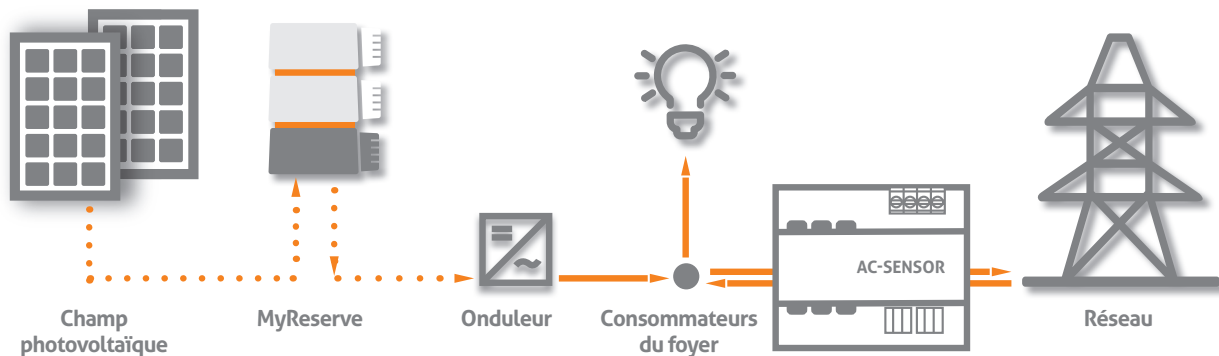 AC-SENSOR
Champ
photovoltaïque
MyReserve
Onduleur
Consommateurs
du foyer
Réseau